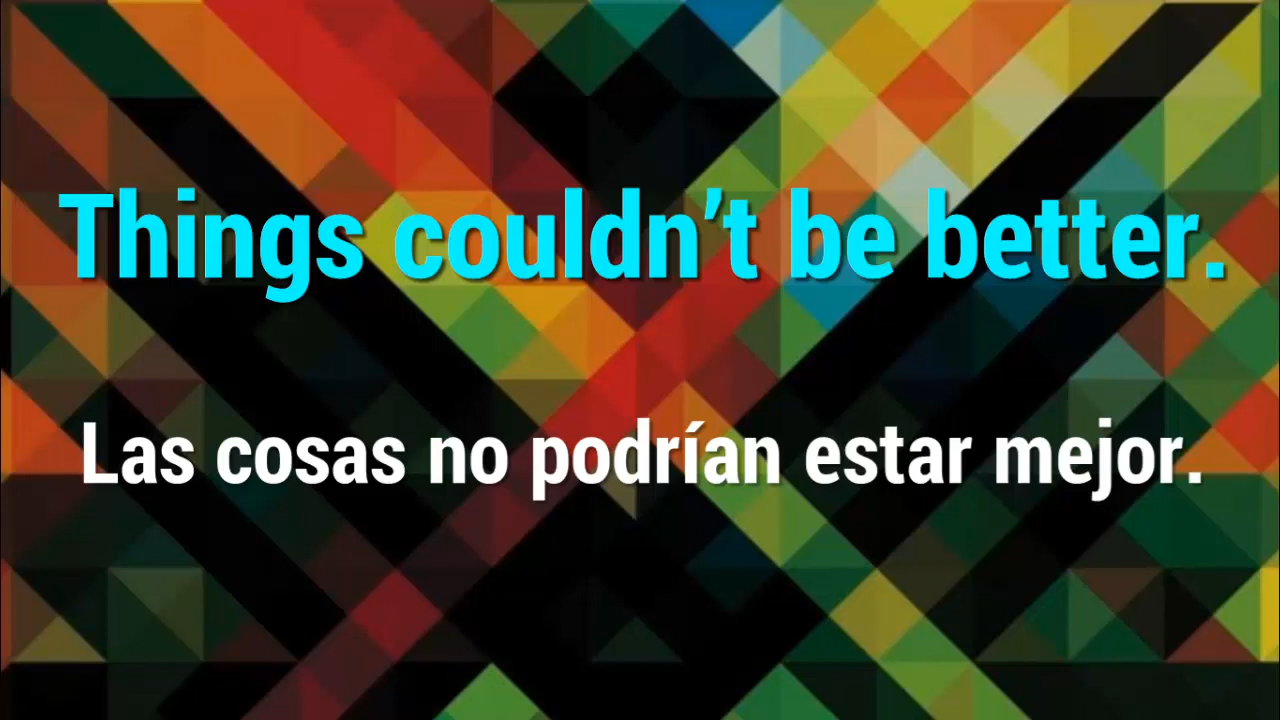 Things couldn’t be better.
Las cosas no podrían estar mejor.